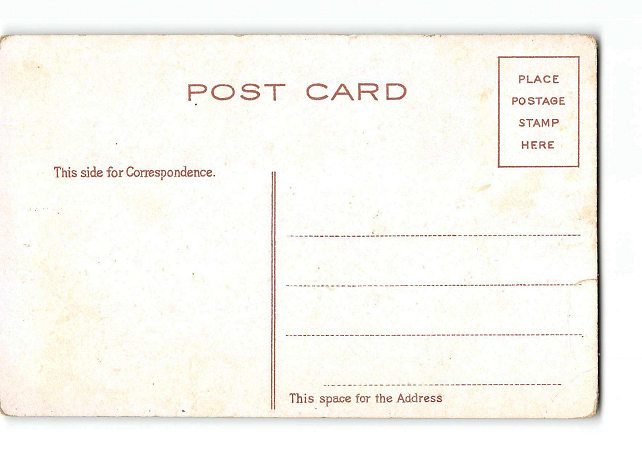 POST CARD
PLACE
POSTAGE
STAMP
HERE
This side for Correspondence.
This space for the Address